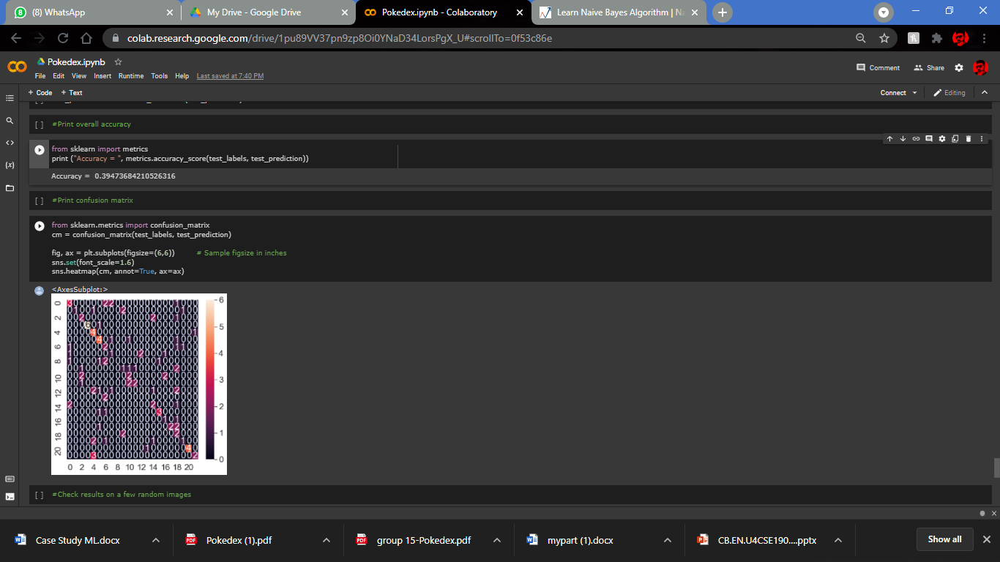 (8) WhatsApp
My Drive - Google Drive
Pokedex.ipynb - Colaboratory
Learn Naive Bayes Algorithm |
colab.research.google.com/drive/1pu89VV37pn9zp8Oi0YNaD34LorsPgX_U#scrollTo=0f53c86e
Pokedex.ipynb
File Edit View Insert Runtime Tools Help Last saved at 7:40 PM
Comment Share
+ Code + Text
Connect Editing
[ ] #Print overall accuracy
from sklearn import metrics
print ("Accuracy = ", metrics.accuracy_score(test_labels, test_prediction))
Accuracy = 0.39473684210526316
[ ] #Print confusion matrix
from sklearn.metrics import confusion_matrix
cm = confusion_matrix(test_labels, test_prediction)
fig, ax = plt.subplots(figsize=(6,6)) # Sample figsize in inches
sns.set(font_scale=1.6)
sns.heatmap(cm, annot=True, ax=ax)
<AxesSubplot:>
0
2
4
6
8
10
12
14
16
18
20
0 2 4 6 8 10 12 14 16 18 20
6
5
4
3
2
1
0
[ ] #Check results on a few random images
Case Study ML.docx
Pokedex (1).pdf
group 15-Pokedex.pdf
mypart (1).docx
CB.EN.U4CSE190....pptx
Show all